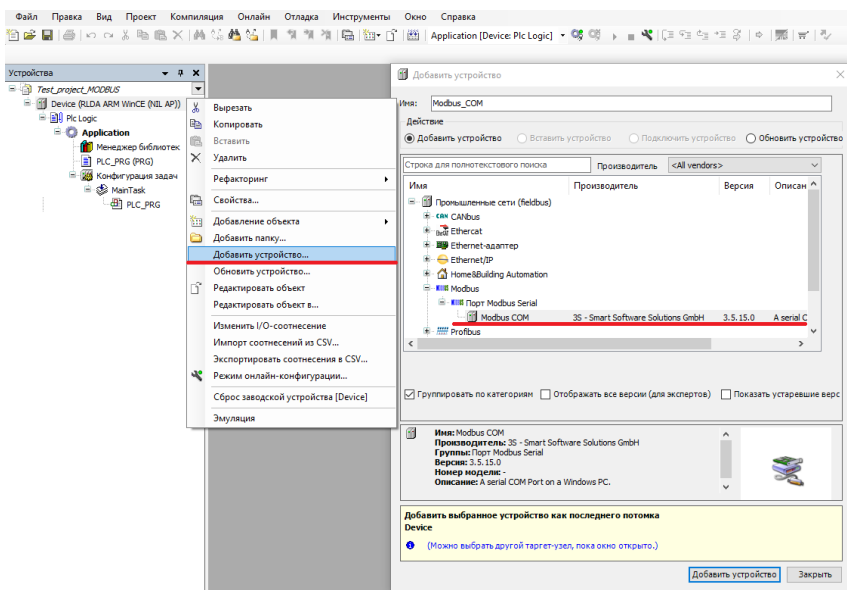 Файл Правка Вид Проект Компиляция Онлайн Отладка Инструменты Окно Справка
Application [Device: Plc Logic]
Устройства
Test_project_MODBUS
Device (RLDA ARM WinCE (NIL AP))
Plc Logic
Application
Менеджер библиотек
PLC_PRG (PRG)
Конфигурация задач
MainTask
PLC_PRG
Вырезать
Копировать
Вставить
Удалить
Рефакторинг
Свойства...
Добавление объекта
Добавить папку...
Добавить устройство...
Обновить устройство...
Редактировать объект
Редактировать объект в...
Изменить I/O-соотнесение
Импорт соотнесений из CSV...
Экспортировать соотнесения в CSV...
Режим онлайн-конфигурации...
Сброс заводской устройства [Device]
Эмуляция
Добавить устройство
Имя: Modbus_COM
Действие
Добавить устройство Вставить устройство Подключить устройство Обновить устройство
Строка для полнотекстового поиска Производитель <All vendors>
Имя Производитель Версия Описан
Промышленные сети (fieldbus)
CAN CANbus
Ethercat
Ethernet-адаптер
Ethernet/IP
Home&Building Automation
Modbus
Порт Modbus Serial
Modbus COM 3S - Smart Software Solutions GmbH 3.5.15.0 A serial C
Profibus
Группировать по категориям Отображать все версии (для экспертов) Показать устаревшие верс
Имя: Modbus COM
Производитель: 3S - Smart Software Solutions GmbH
Группы: Порт Modbus Serial
Версия: 3.5.15.0
Номер модели: -
Описание: A serial COM Port on a Windows PC.
Добавить выбранное устройство как последнего потомка
Device
(Можно выбрать другой таргет-узел, пока окно открыто.)
Добавить устройство Закрыть